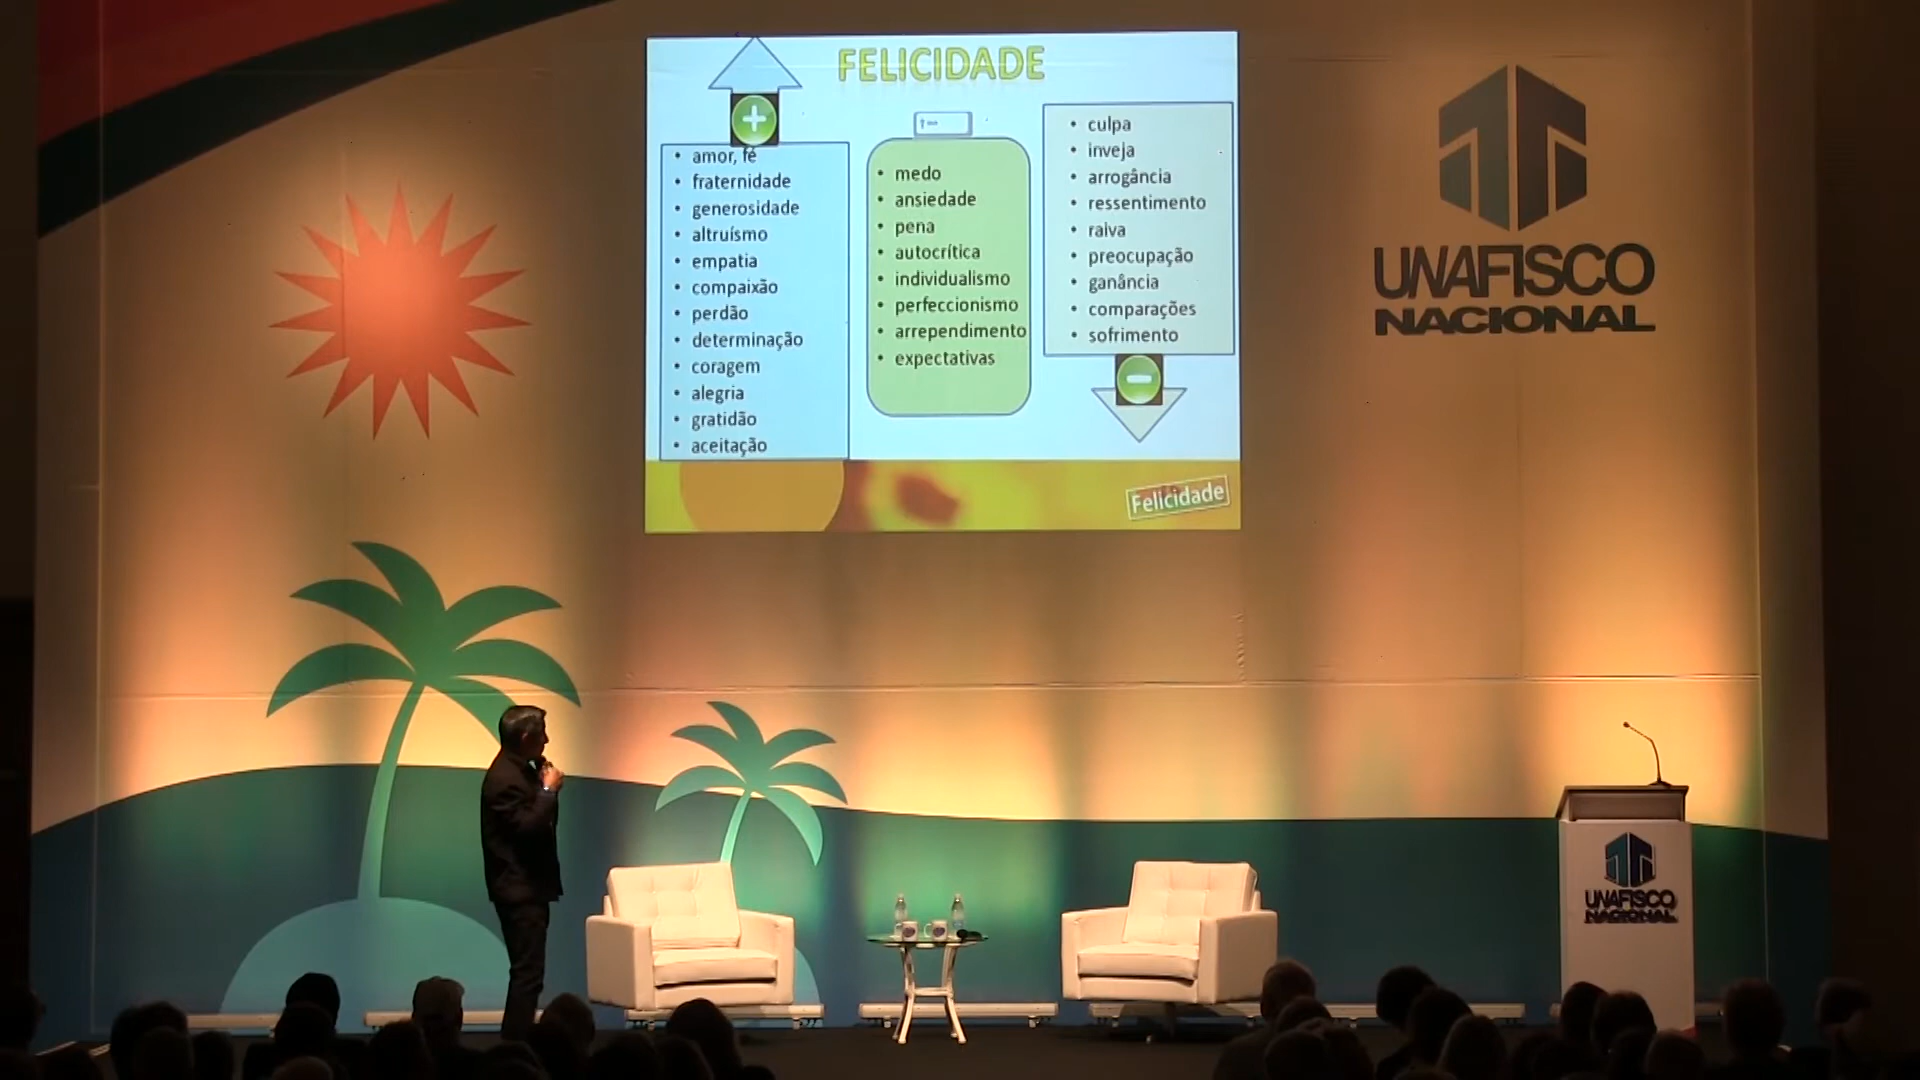 FELICIDADE
• amor, fé
• fraternidade
• generosidade
• altruísmo
• empatia
• compaixão
• perdão
• determinação
• coragem
• alegria
• gratidão
• aceitação
• medo
• ansiedade
• pena
• autocrítica
• individualismo
• perfeccionismo
• arrependimento
• expectativas
• culpa
• inveja
• arrogância
• ressentimento
• raiva
• preocupação
• ganância
• comparações
• sofrimento
Felicidade
UNAFISCO
NACIONAL
UNAFISCO
NACIONAL